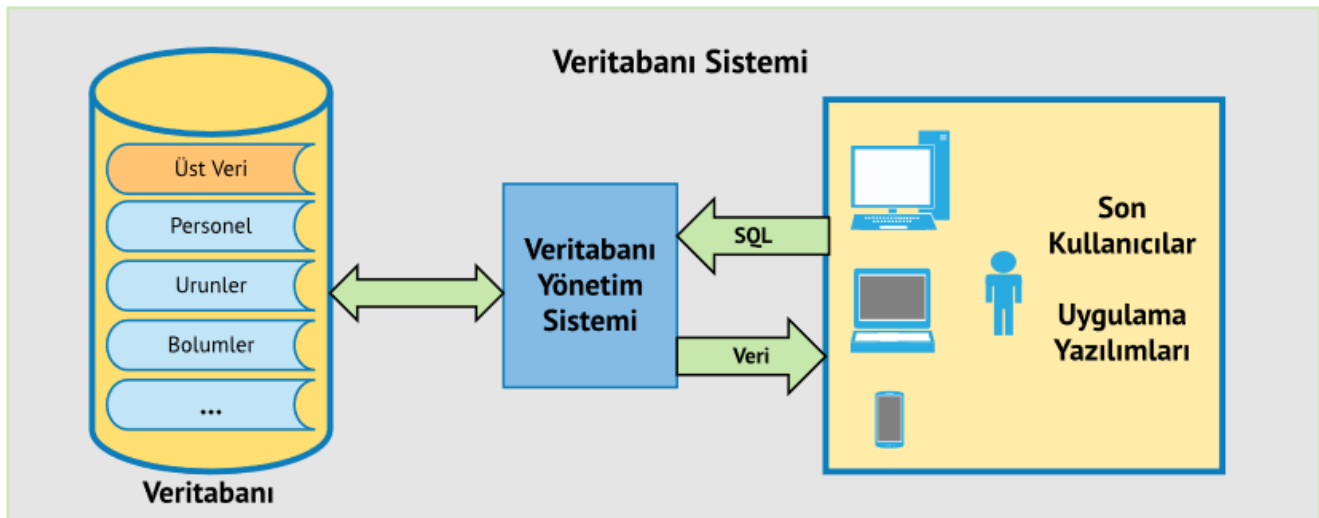 Veritabanı Sistemi
Üst Veri
Personel
Urunler
Bolumler
...
Veritabanı
Veritabanı
Yönetim
Sistemi
SQL
Veri
Son
Kullanıcılar
Uygulama
Yazılımları